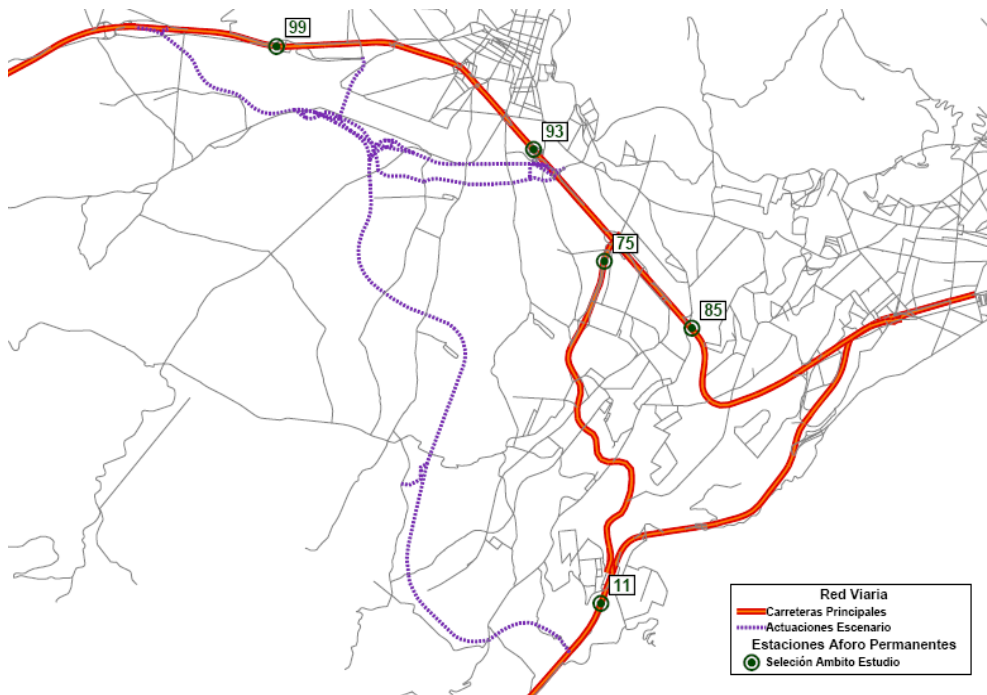 99
93
75
85
11
Red Viaria
Carreteras Principales
Actuaciones Escenario
Estaciones Aforo Permanentes
Seleción Ambito Estudio